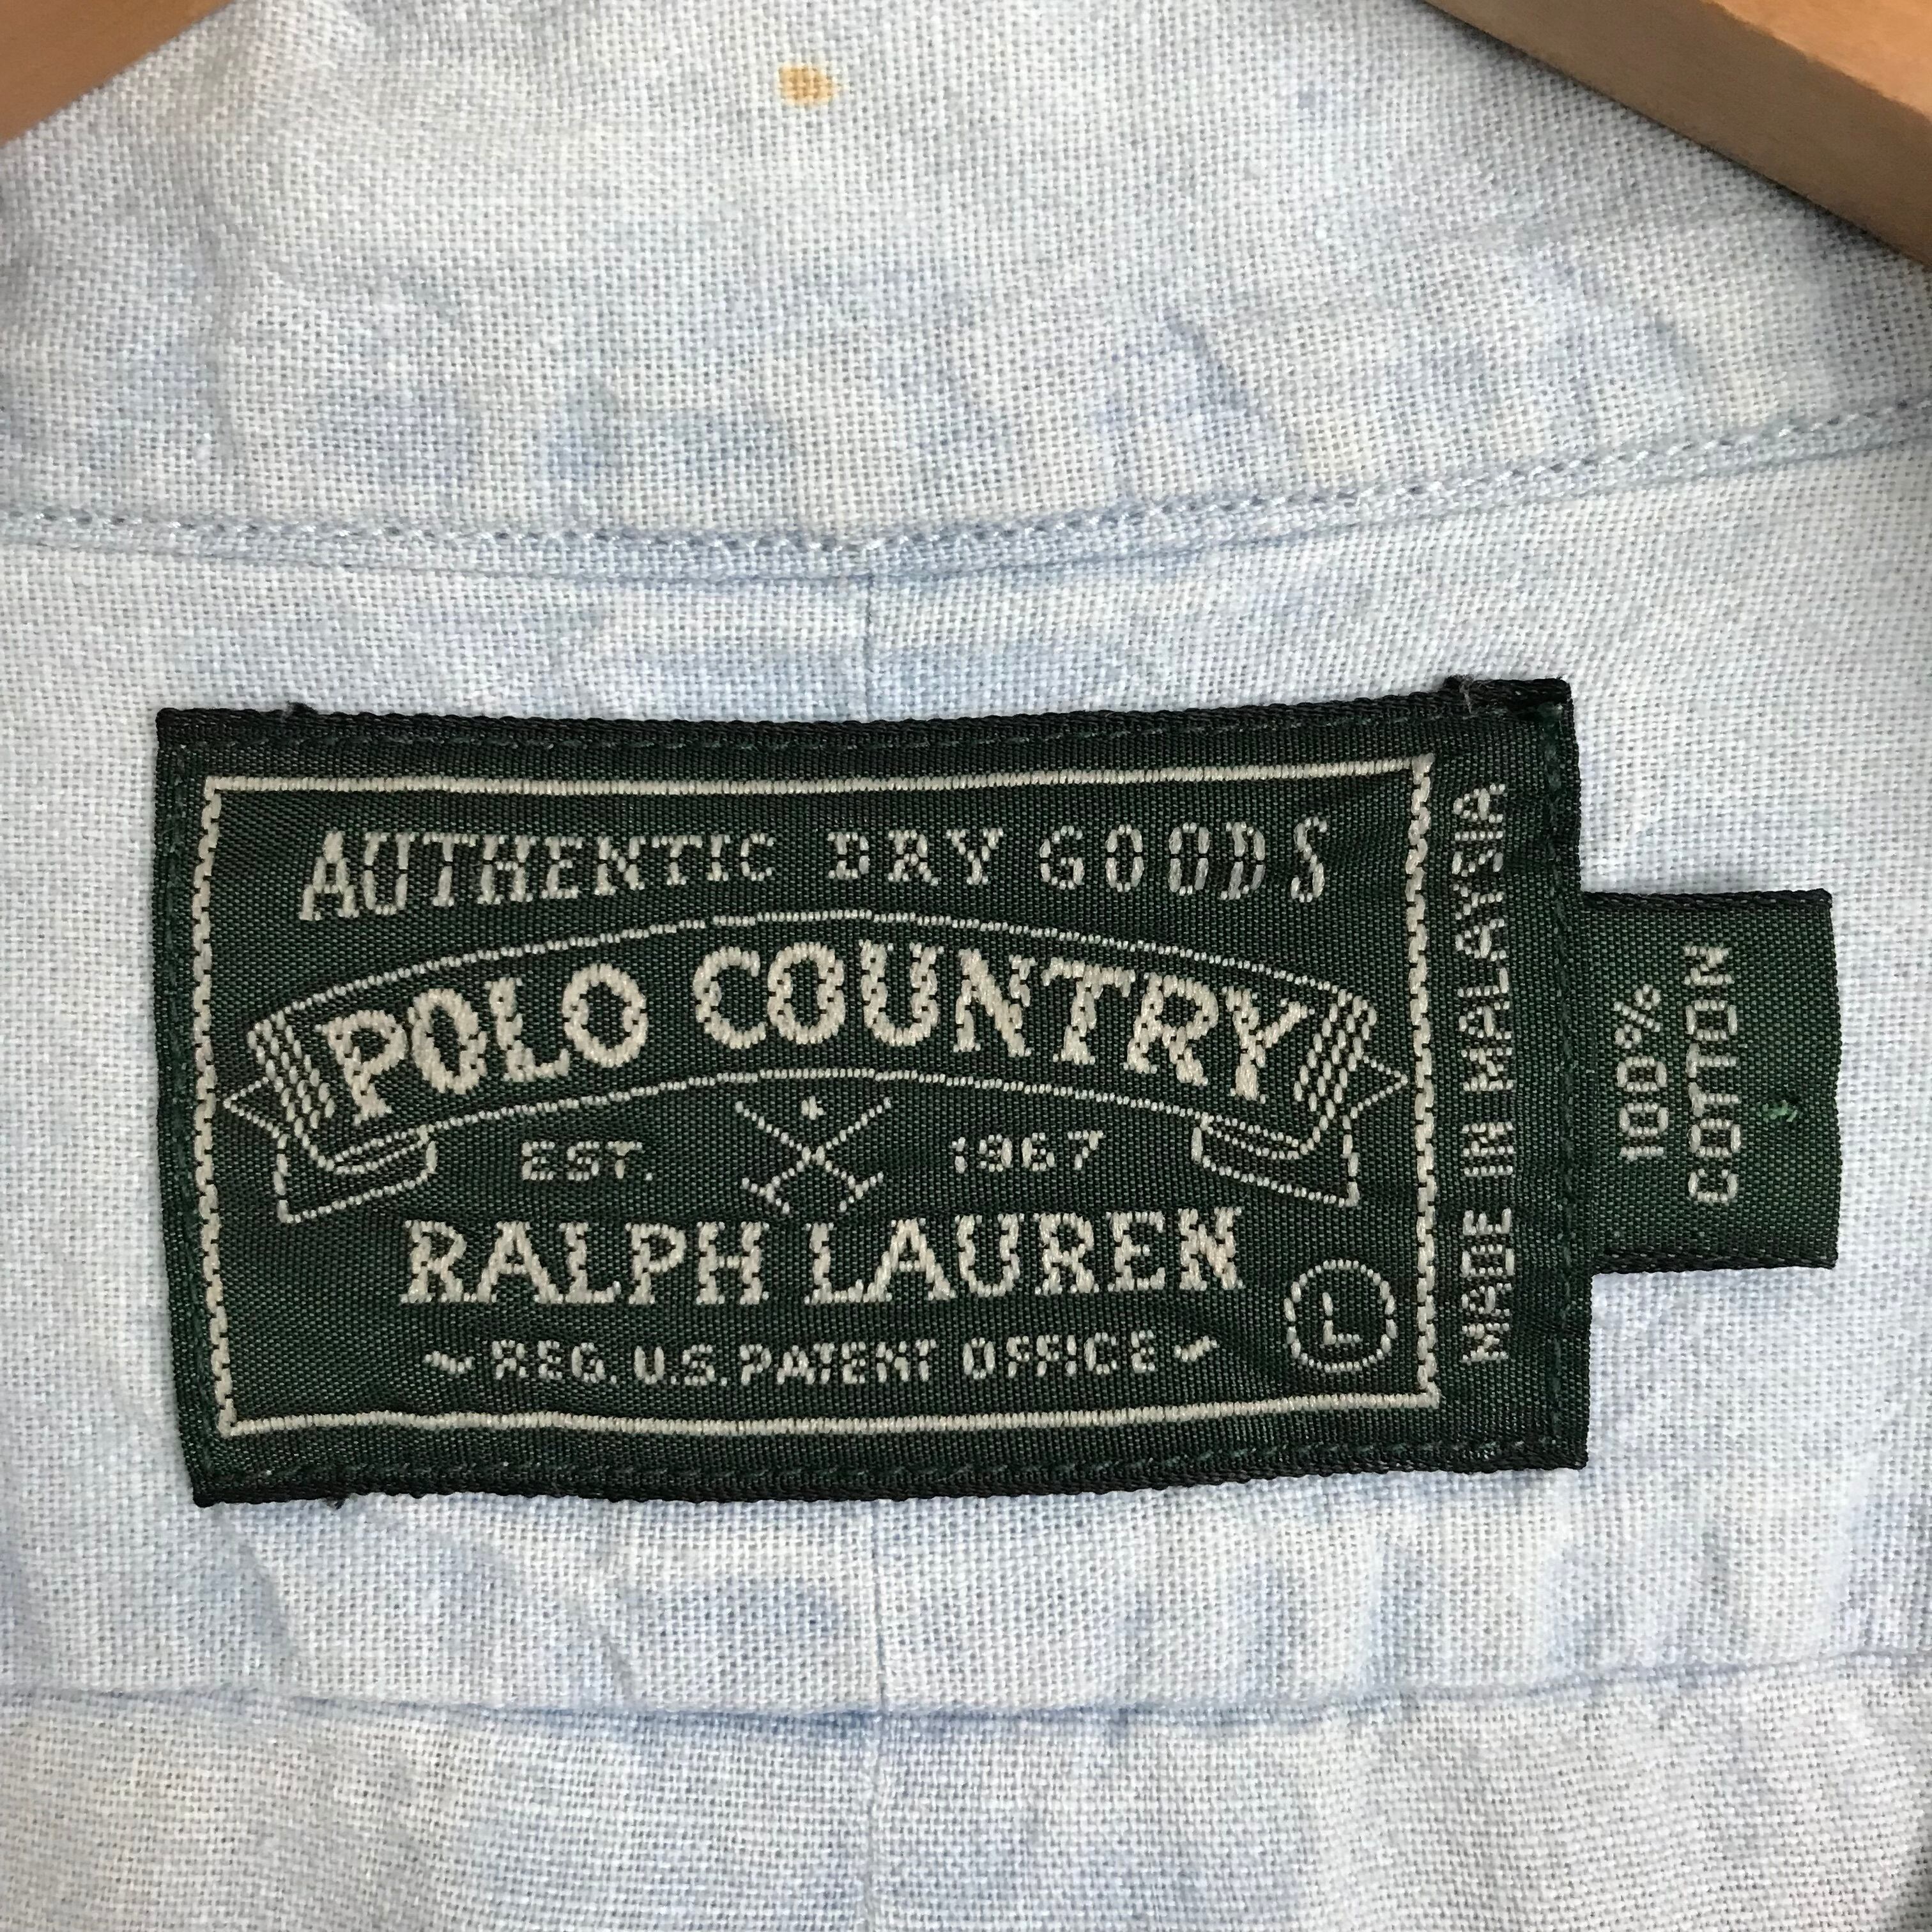 AUTHENTIC DRY GOODS
POLO COUNTRY
EST. 1967
RALPH LAUREN
~ REG. U.S. PATENT OFFICE ~
L
MADE IN MALAYSIA
100%
COTTON